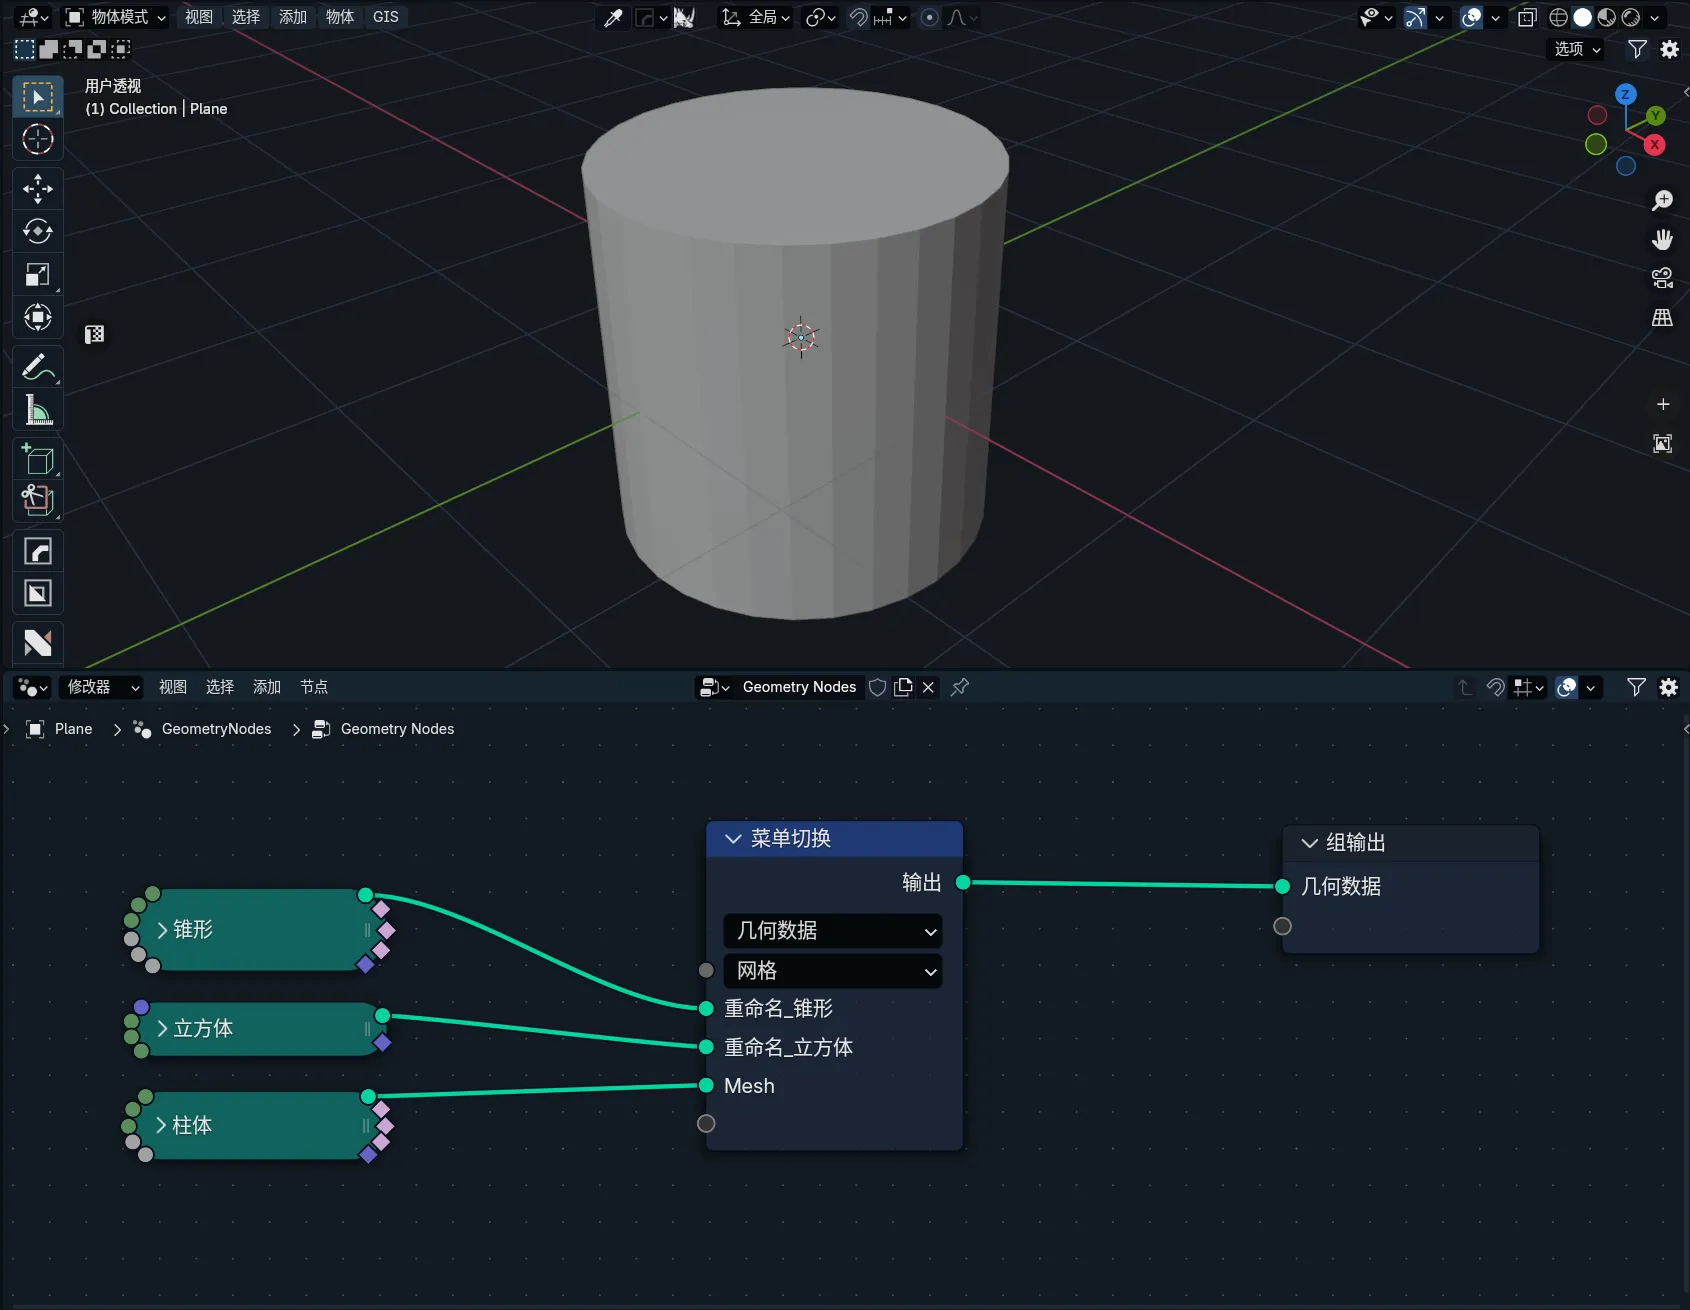 物体模式 视图 选择 添加 物体 GIS 全局
选项
用户透视
(1) Collection | Plane
Z
Y
X
修改器 视图 选择 添加 节点 Geometry Nodes
Plane GeometryNodes Geometry Nodes
菜单切换
输出
几何数据
网格
重命名_锥形
重命名_立方体
Mesh
组输出
几何数据
锥形
立方体
柱体